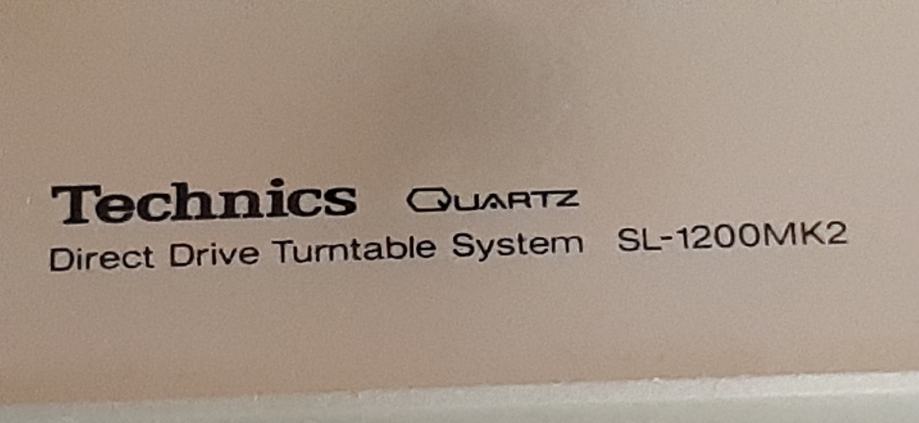 Technics QUARTZ
Direct Drive Turntable System SL-1200MK2